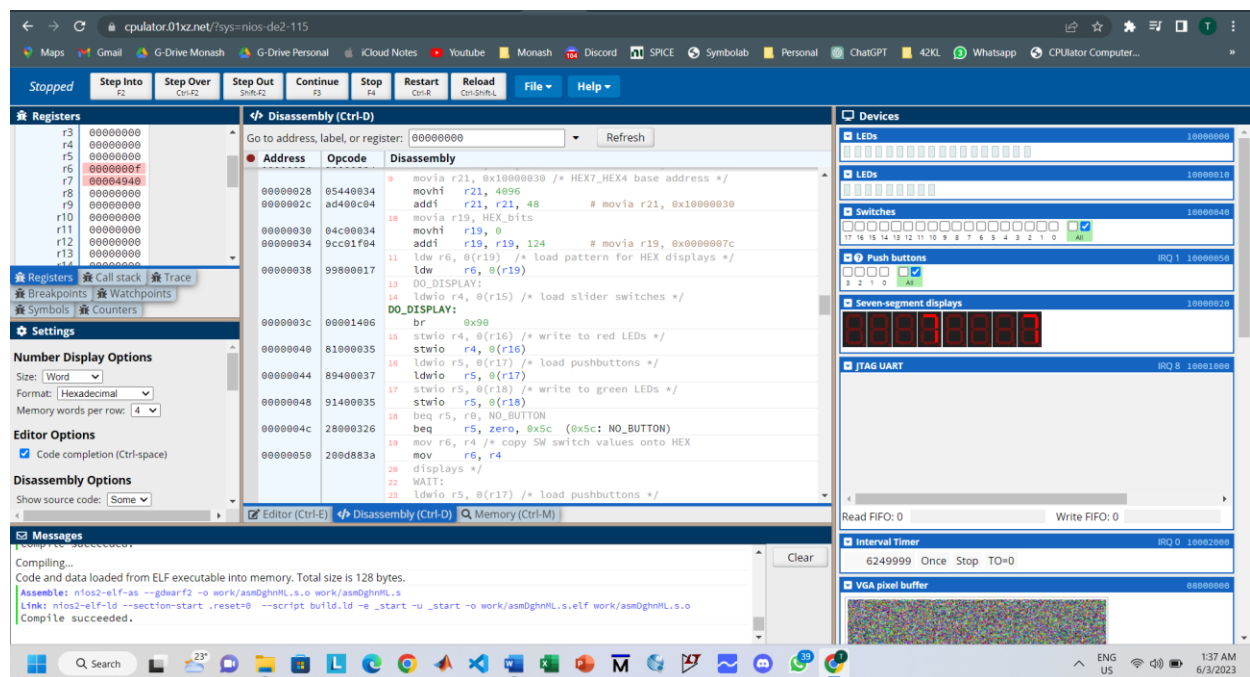 cpulator.01xz.net/?sys=nios-de2-115
Maps Gmail G-Drive Monash G-Drive Personal iCloud Notes Youtube Monash Discord SPICE Symbolab Personal ChatGPT 42KL Whatsapp CPUlator Computer... »
Stopped Step Into F2 Step Over Ctrl-F2 Step Out Shift-F2 Continue F3 Stop F4 Restart Ctrl-R Reload Ctrl-Shift-L File Help
Registers
r3 00000000
r4 00000000
r5 00000000
r6 0000000f
r7 00004940
r8 00000000
r9 00000000
r10 00000000
r11 00000000
r12 00000000
r13 00000000
Registers Call stack Trace
Breakpoints Watchpoints
Symbols Counters
Settings
Number Display Options
Size: Word
Format: Hexadecimal
Memory words per row: 4
Editor Options
Code completion (Ctrl-space)
Disassembly Options
Show source code: Some
Disassembly (Ctrl-D)
Go to address, label, or register: 00000000 Refresh
Address Opcode Disassembly
9 movia r21, 0x10000030 /* HEX7_HEX4 base address */
00000028 05440034 movhi r21, 4096
0000002c ad400c04 addi r21, r21, 48 # movia r21, 0x10000030
10 movia r19, HEX_bits
00000030 04c00034 movhi r19, 0
00000034 9cc01f04 addi r19, r19, 124 # movia r19, 0x0000007c
11 ldw r6, 0(r19) /* load pattern for HEX displays */
00000038 99800017 ldw r6, 0(r19)
13 DO_DISPLAY:
14 ldwio r4, 0(r15) /* load slider switches */
DO_DISPLAY:
0000003c 00001406 br 0x90
15 stwio r4, 0(r16) /* write to red LEDs */
00000040 81000035 stwio r4, 0(r16)
16 ldwio r5, 0(r17) /* load pushbuttons */
00000044 89400037 ldwio r5, 0(r17)
17 stwio r5, 0(r18) /* write to green LEDs */
00000048 91400035 stwio r5, 0(r18)
18 beq r5, r0, NO_BUTTON
0000004c 28000326 beq r5, zero, 0x5c (0x5c: NO_BUTTON)
19 mov r6, r4 /* copy SW switch values onto HEX
00000050 200d883a mov r6, r4
20 displays */
22 WAIT:
23 ldwio r5, 0(r17) /* load pushbuttons */
Editor (Ctrl-E) Disassembly (Ctrl-D) Memory (Ctrl-M)
Messages
Compile succeeded.
Compiling...
Code and data loaded from ELF executable into memory. Total size is 128 bytes.
Assemble: nios2-elf-as --gdwarf2 -o work/asmDghnML.s.o work/asmDghnML.s
Link: nios2-elf-ld --section-start .reset=0 --script build.ld -e _start -u _start -o work/asmDghnML.s.elf work/asmDghnML.s.o
Compile succeeded.
Clear
Devices
LEDs 10000000
LEDs 10000010
Switches 10000040
17 16 15 14 13 12 11 10 9 8 7 6 5 4 3 2 1 0 All
Push buttons IRQ 1 10000050
3 2 1 0 All
Seven-segment displays 10000020
JTAG UART IRQ 8 10001000
Read FIFO: 0 Write FIFO: 0
Interval Timer IRQ 0 10002000
6249999 Once Stop TO=0
VGA pixel buffer 08000000
23° Search 39 ENG US 1:37 AM 6/3/2023